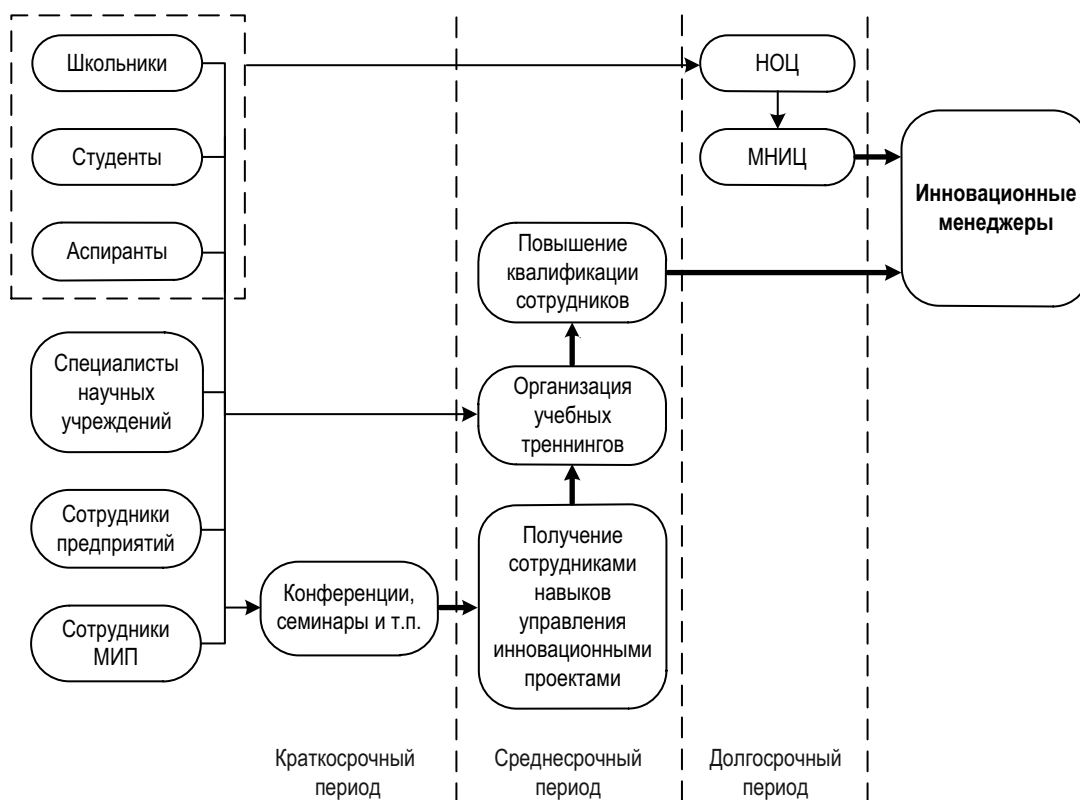 Школьники
Студенты
Аспиранты
Специалисты
научных
учреждений
Сотрудники
предприятий
Сотрудники
МИП
Конференции,
семинары и т.п.
Повышение
квалификации
сотрудников
Организация
учебных
треннингов
Получение
сотрудниками
навыков
управления
инновационными
проектами
НОЦ
МНИЦ
Инновационные
менеджеры
Краткосрочный
период
Среднесрочный
период
Долгосрочный
период